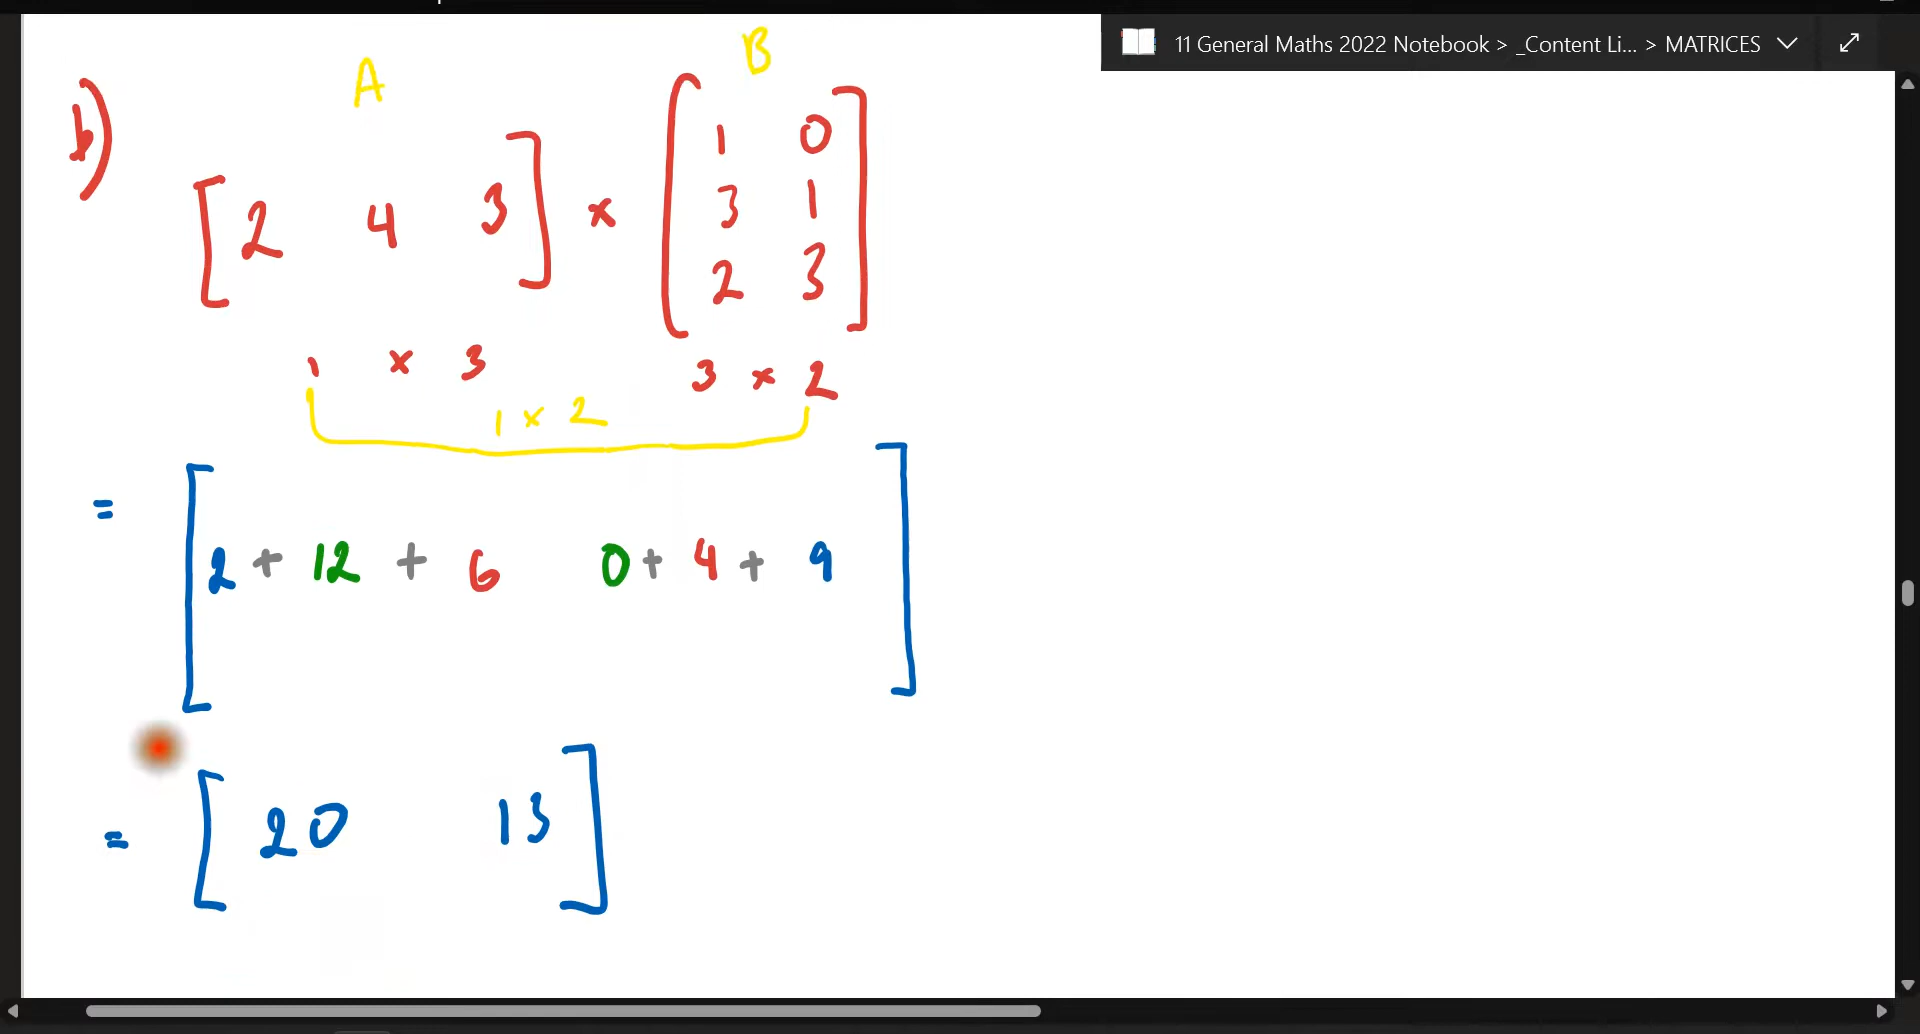 11 General Maths 2022 Notebook > _Content Li... > MATRICES
A B
b)
[2 4 3] × [1 0
3 1
2 3]
1 × 3 3 × 2
1 × 2
= [2 + 12 + 6 0 + 4 + 9]
= [20 13]